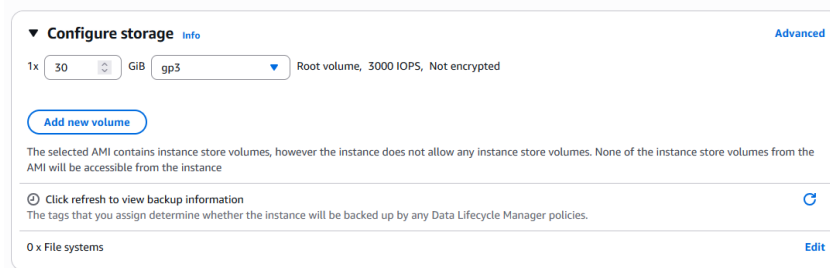 Configure storage Info Advanced
1x 30 GiB gp3 Root volume, 3000 IOPS, Not encrypted
Add new volume
The selected AMI contains instance store volumes, however the instance does not allow any instance store volumes. None of the instance store volumes from the
AMI will be accessible from the instance
Click refresh to view backup information
The tags that you assign determine whether the instance will be backed up by any Data Lifecycle Manager policies.
0 x File systems Edit